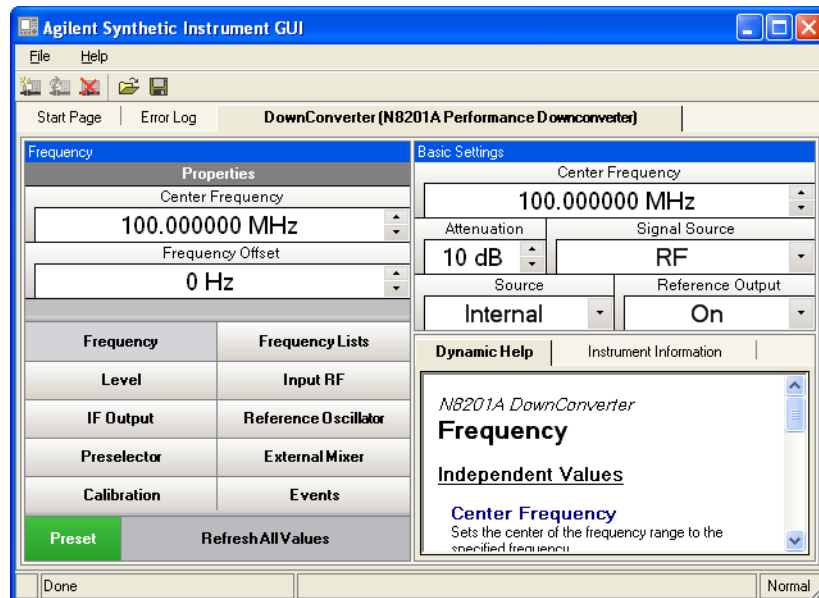 Agilent Synthetic Instrument GUI
File Help
Start Page Error Log DownConverter (N8201A Performance Downconverter)
Frequency
Properties
Center Frequency
100.000000 MHz
Frequency Offset
0 Hz
Frequency Frequency Lists
Level Input RF
IF Output Reference Oscillator
Preselector External Mixer
Calibration Events
Preset Refresh All Values
Basic Settings
Center Frequency
100.000000 MHz
Attenuation Signal Source
10 dB RF
Source Reference Output
Internal On
Dynamic Help Instrument Information
N8201A DownConverter
Frequency
Independent Values
Center Frequency
Sets the center of the frequency range to the
specified frequency
Done Normal